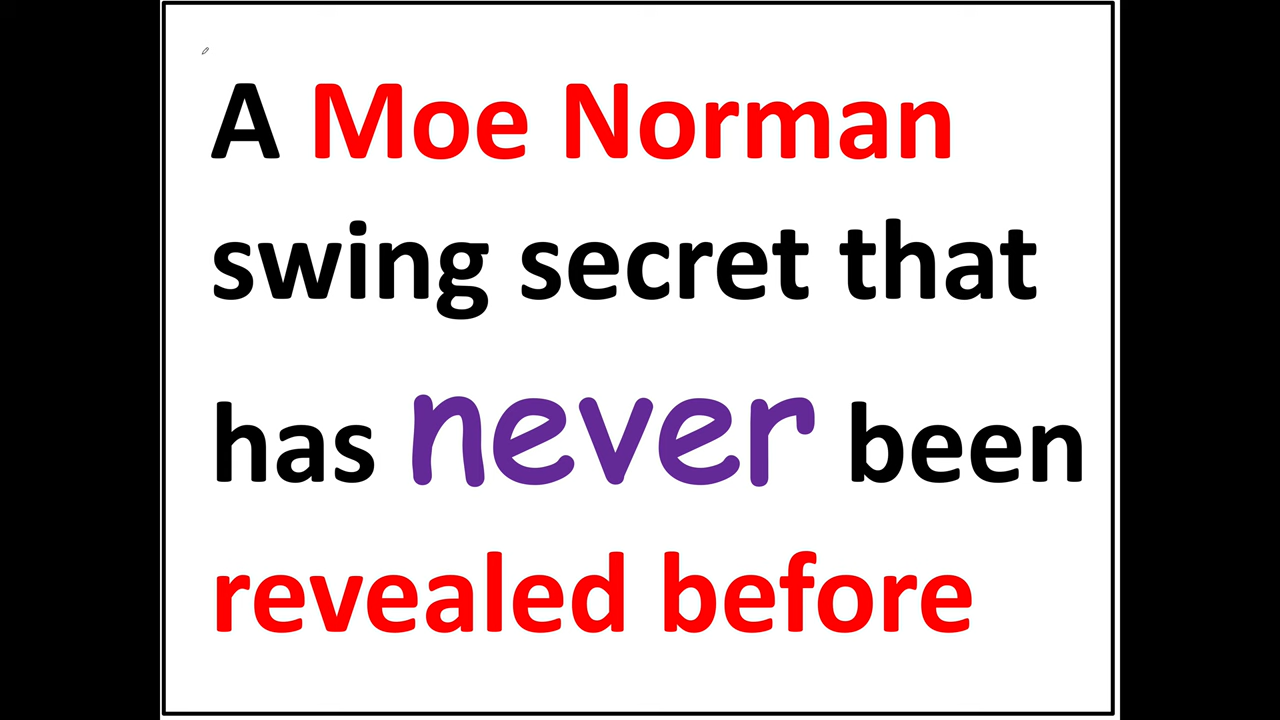 A Moe Norman
swing secret that
has never been
revealed before